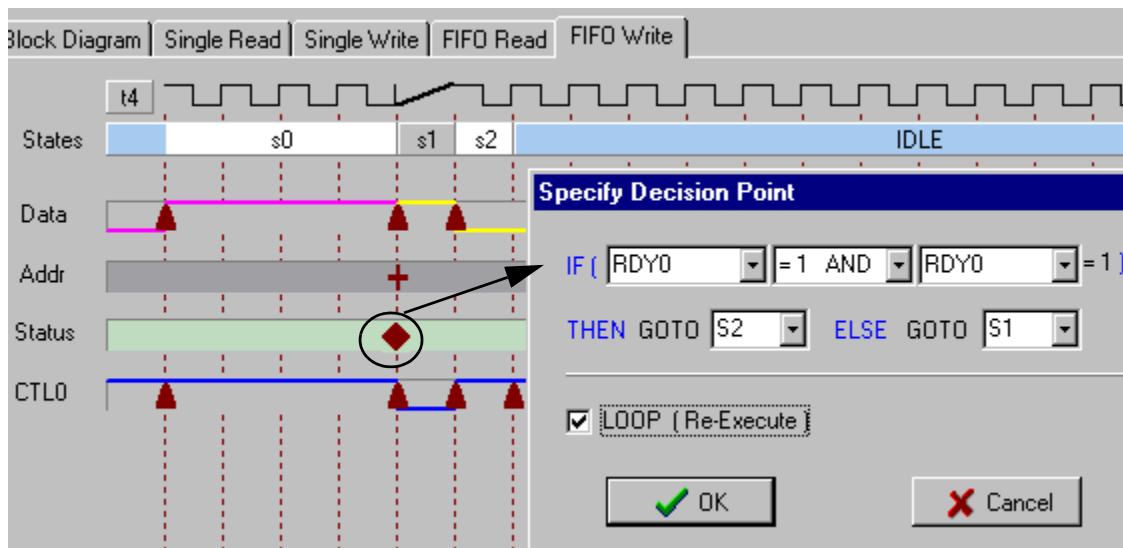 Block Diagram Single Read Single Write FIFO Read FIFO Write
t4
States s0 s1 s2 IDLE
Specify Decision Point
Data
IF ( RDY0 = 1 AND RDY0 = 1 )
Addr
Status
THEN GOTO S2 ELSE GOTO S1
CTL0
LOOP ( Re-Execute )
OK Cancel